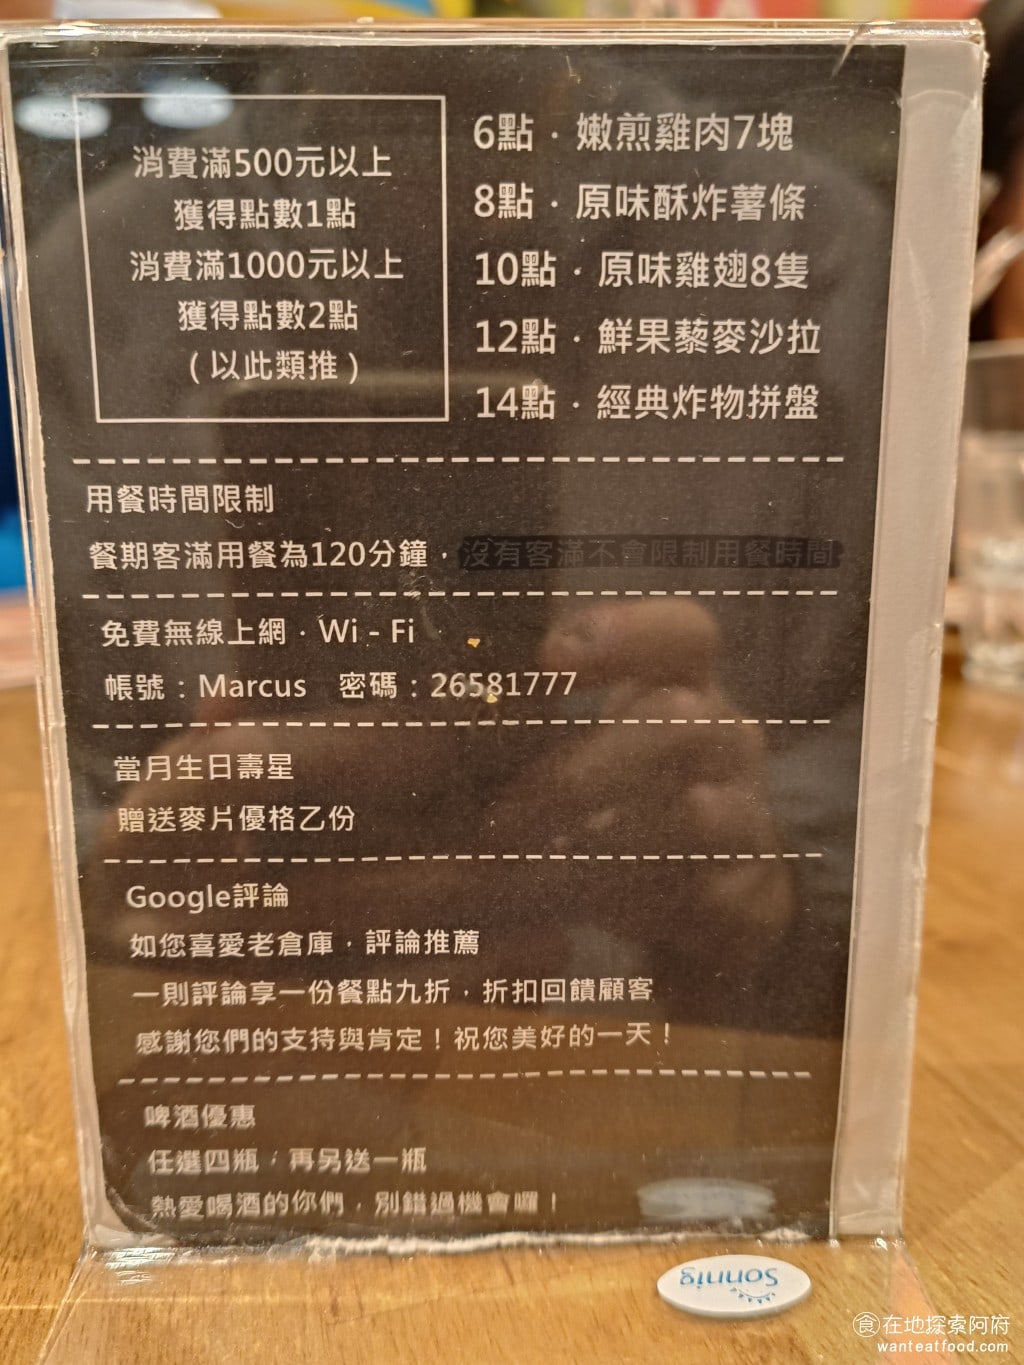 消費滿500元以上
獲得點數1點
消費滿1000元以上
獲得點數2點
(以此類推)
6點·嫩煎雞肉7塊
8點·原味酥炸薯條
10點·原味雞翅8隻
12點·鮮果藜麥沙拉
14點·經典炸物拼盤
用餐時間限制
餐期客滿用餐為120分鐘,沒有客滿不會限制用餐時間
免費無線上網·Wi-Fi
帳號:Marcus 密碼:26581777
當月生日壽星
贈送麥片優格乙份
Google評論
如您喜愛老倉庫,評論推薦
一則評論享一份餐點九折,折扣回饋顧客
感謝您們的支持與肯定!祝您美好的一天!
啤酒優惠
任選四瓶,再另送一瓶
熱愛喝酒的你們,別錯過機會囉!
Sonnig
食在地探索阿府
wanteatfood.com